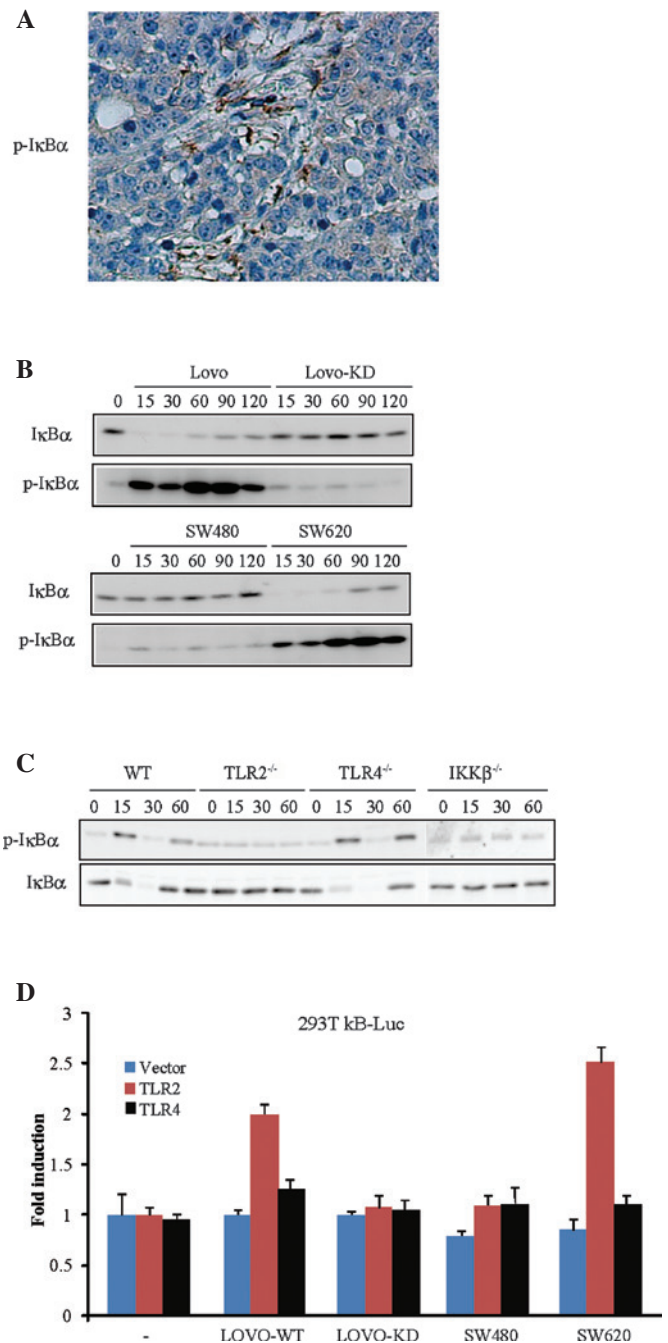 A
p-IκBα
B
Lovo Lovo-KD
0 15 30 60 90 120 15 30 60 90 120
IκBα
p-IκBα
SW480 SW620
0 15 30 60 90 120 15 30 60 90 120
IκBα
p-IκBα
C
WT TLR2-/- TLR4-/- IKKβ-/-
0 15 30 60 0 15 30 60 0 15 30 60 0 15 30 60
p-IκBα
IκBα
D
293T kB-Luc
Vector
TLR2
TLR4
Fold induction
3
2.5
2
1.5
1
0.5
0
- LOVO-WT LOVO-KD SW480 SW620